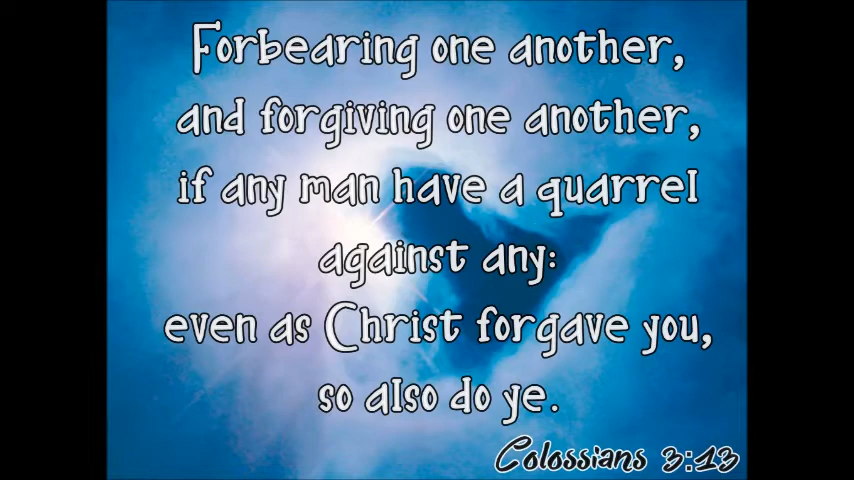 Forbearing one another,
and forgiving one another,
if any man have a quarrel
against any:
even as Christ forgave you,
so also do ye.
Colossians 3:13